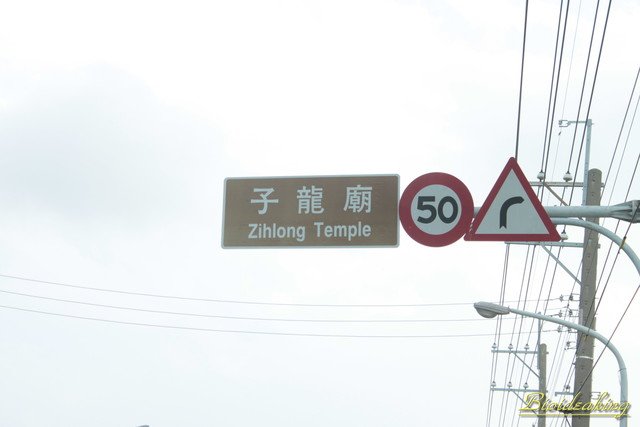 子龍廟
Zihlong Temple
50